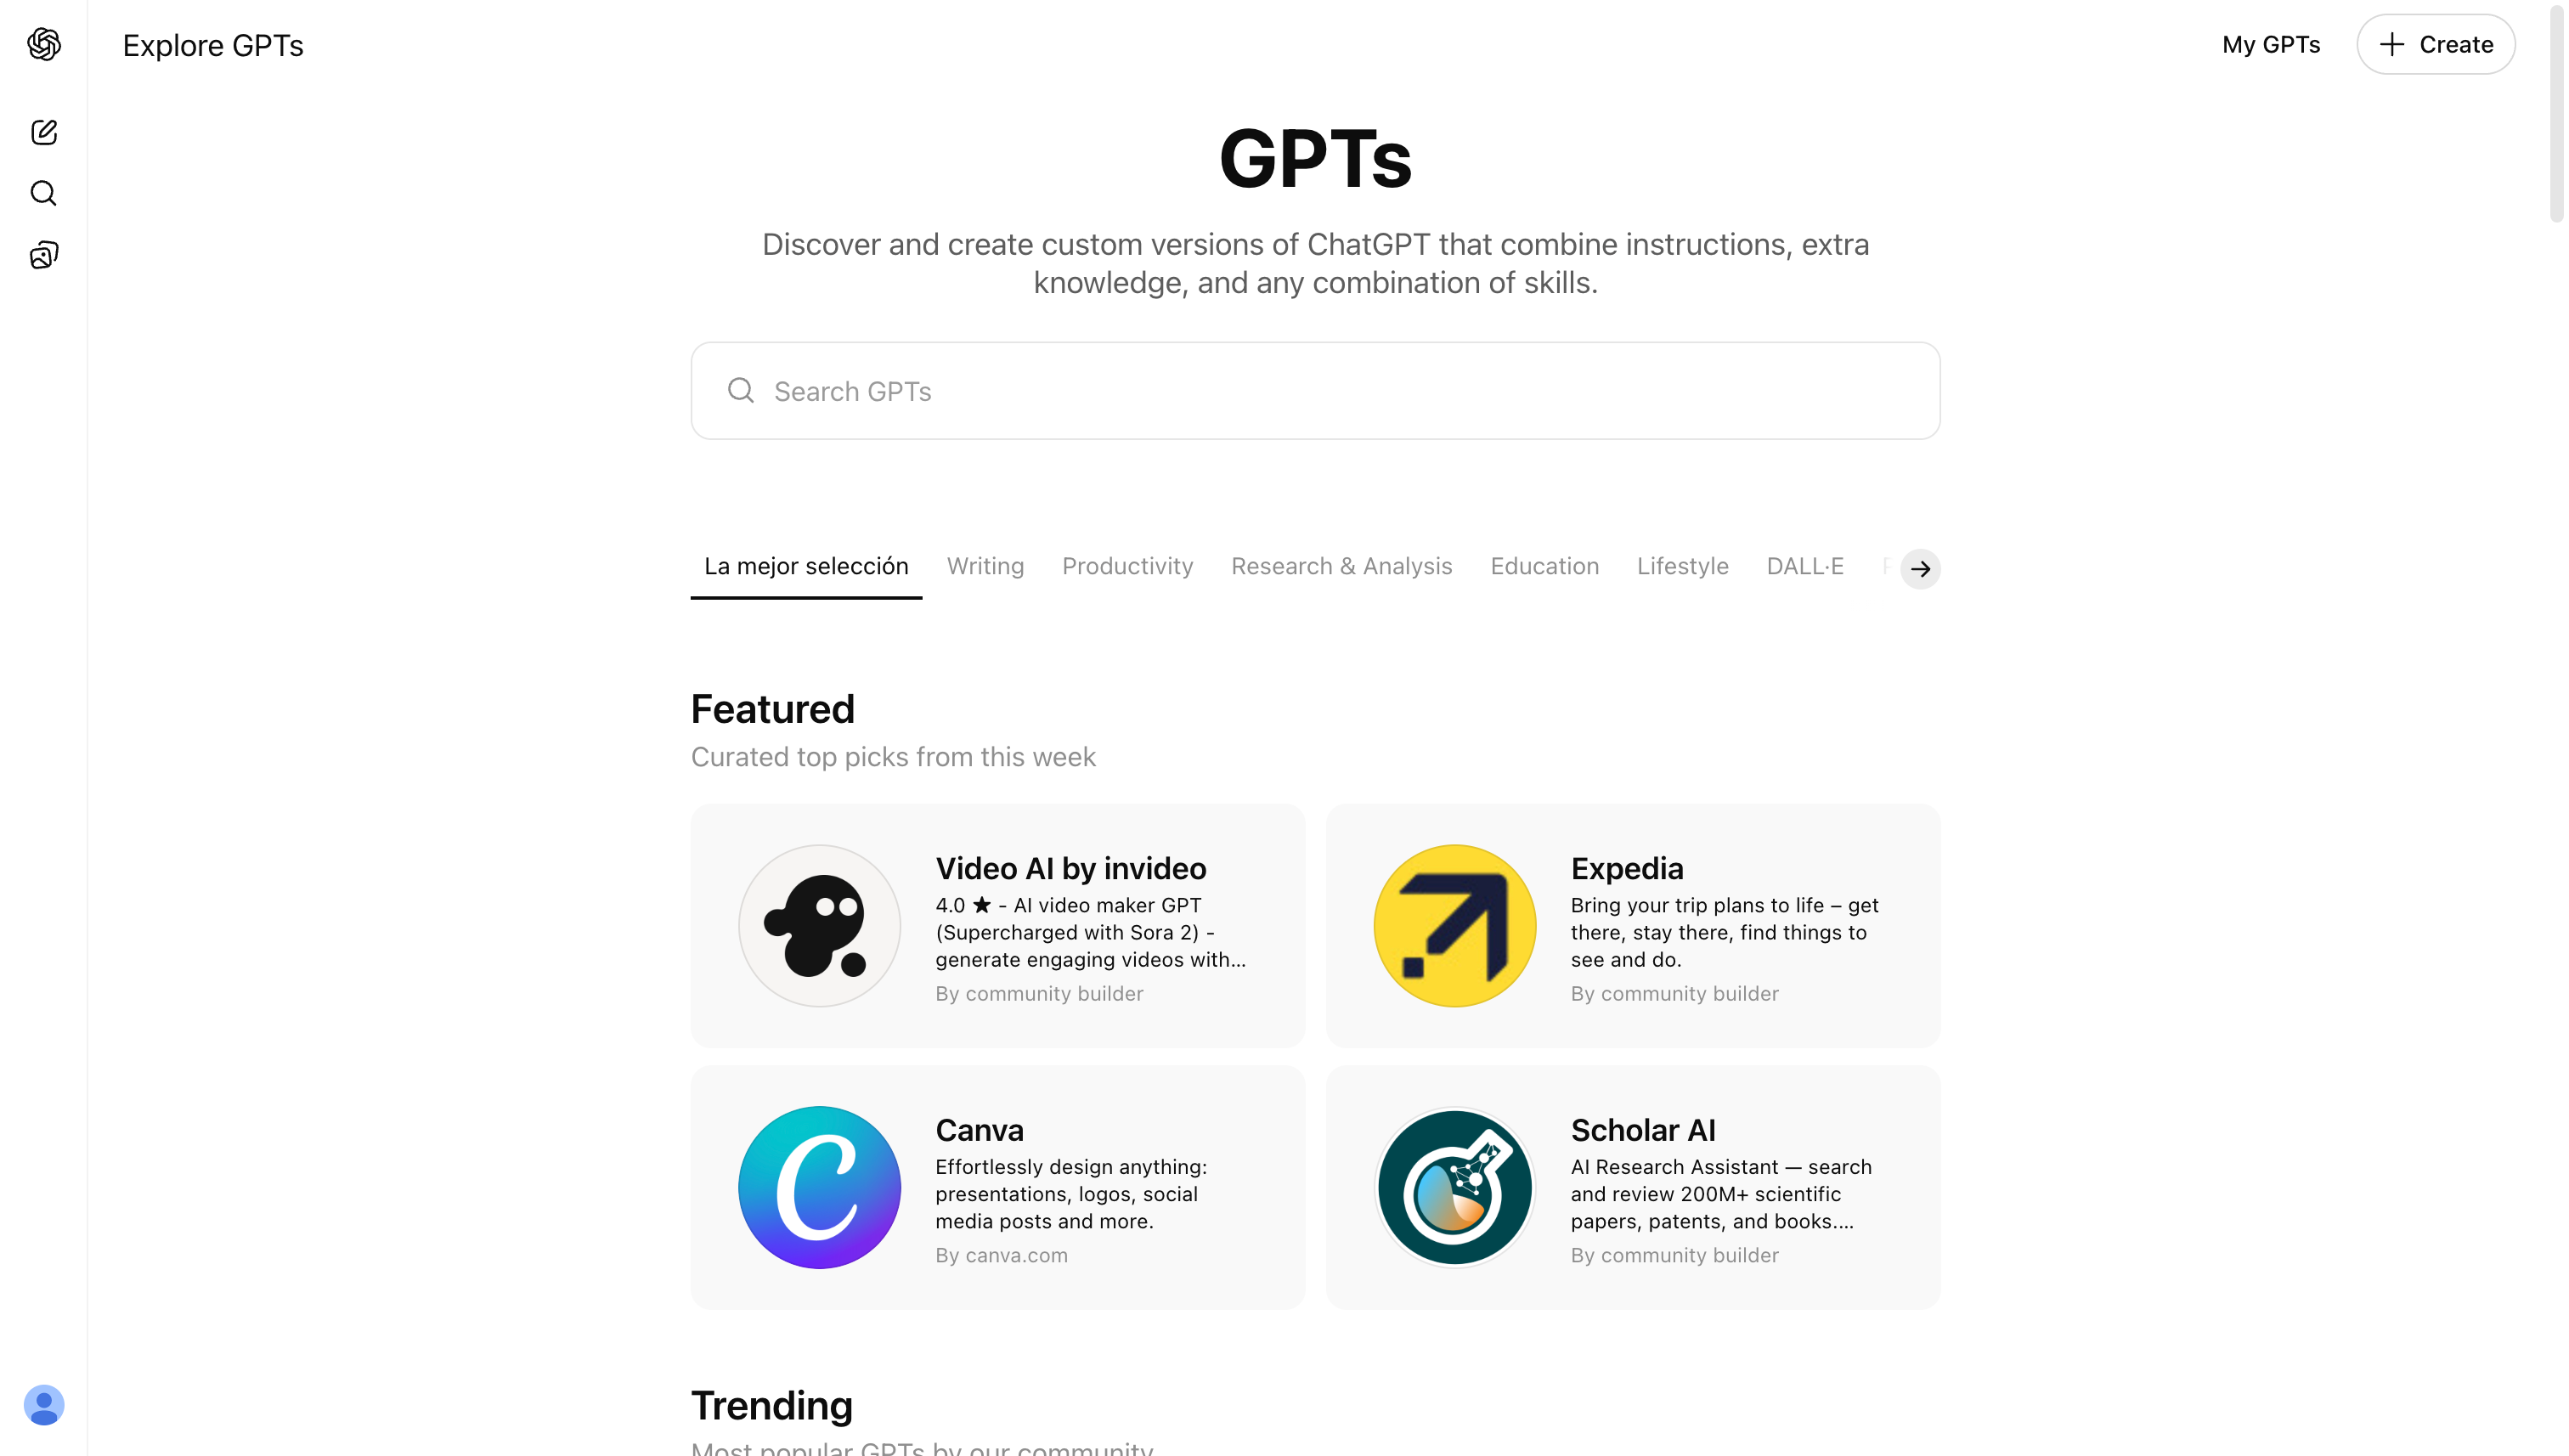 Explore GPTs
My GPTs
Create
GPTs
Discover and create custom versions of ChatGPT that combine instructions, extra
knowledge, and any combination of skills.
Search GPTs
La mejor selección
Writing
Productivity
Research & Analysis
Education
Lifestyle
DALL·E
Featured
Curated top picks from this week
Video AI by invideo
4.0 ★ - AI video maker GPT
(Supercharged with Sora 2) -
generate engaging videos with...
By community builder
Expedia
Bring your trip plans to life – get
there, stay there, find things to
see and do.
By community builder
Canva
Effortlessly design anything:
presentations, logos, social
media posts and more.
By canva.com
Scholar AI
AI Research Assistant — search
and review 200M+ scientific
papers, patents, and books....
By community builder
Trending
Most popular GPTs by our community